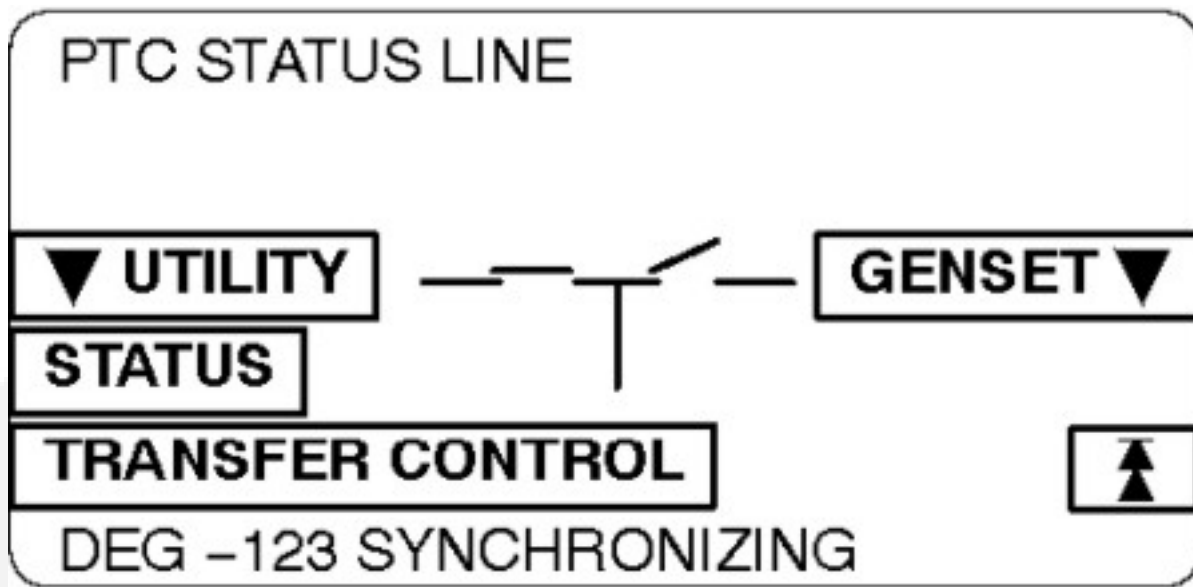 PTC STATUS LINE
▼ UTILITY
GENSET ▼
STATUS
TRANSFER CONTROL
DEG –123 SYNCHRONIZING